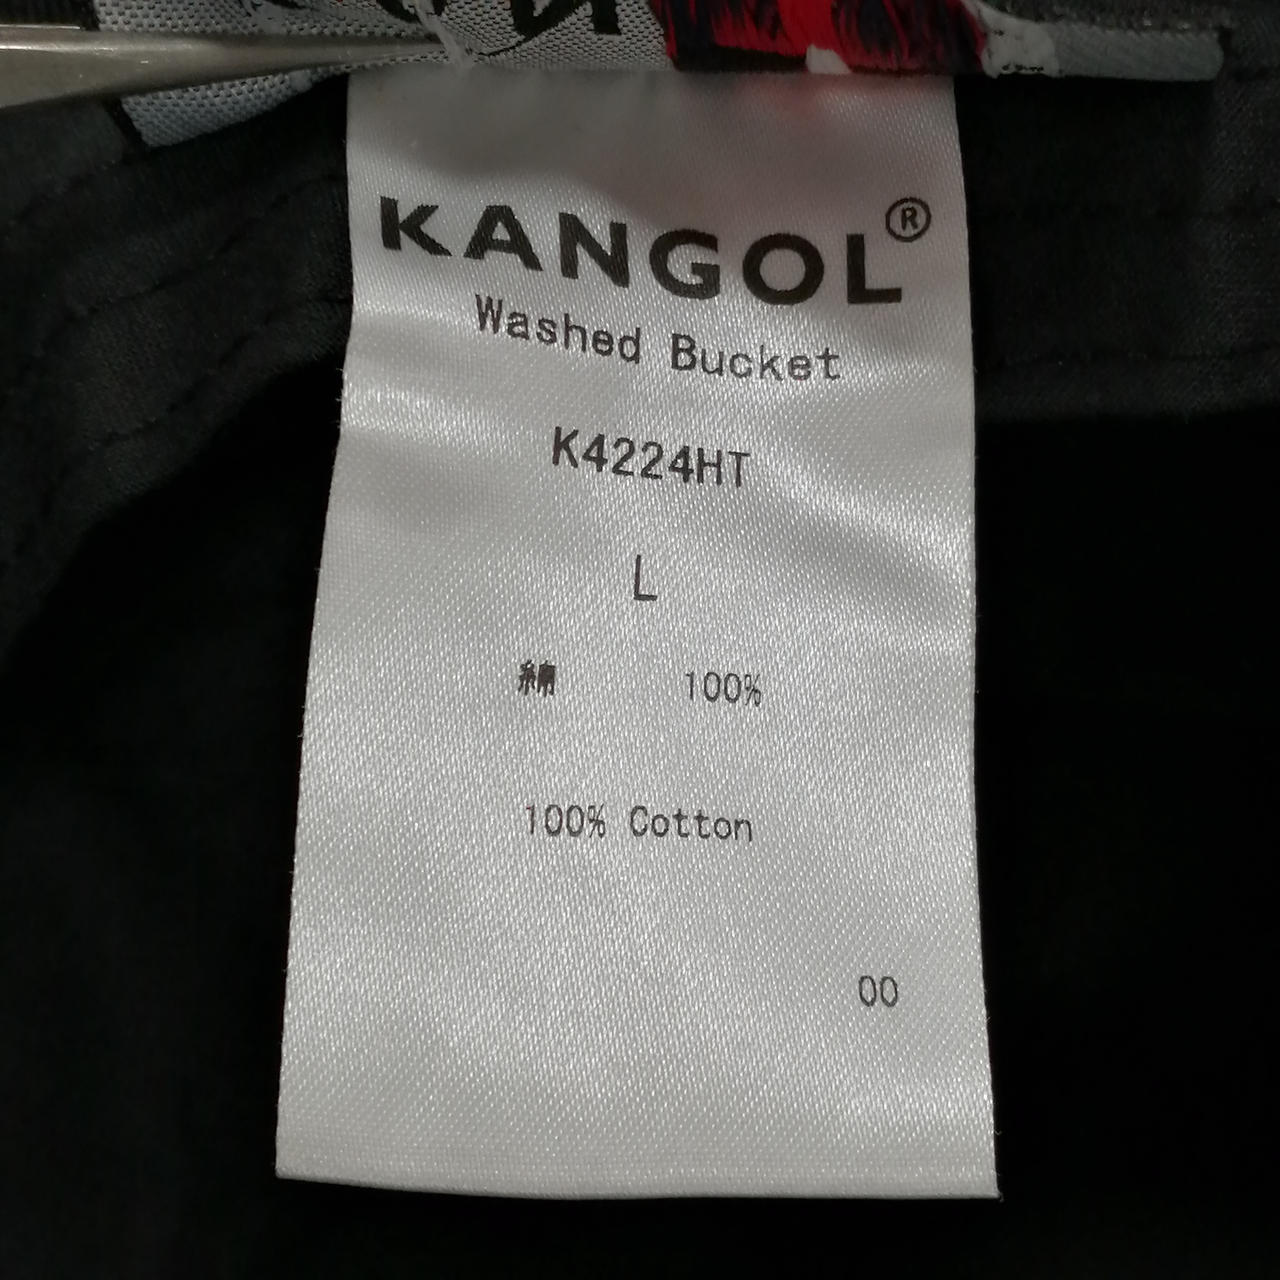 KANGOL®
Washed Bucket
K4224HT
L
綿 100%
100% Cotton
00